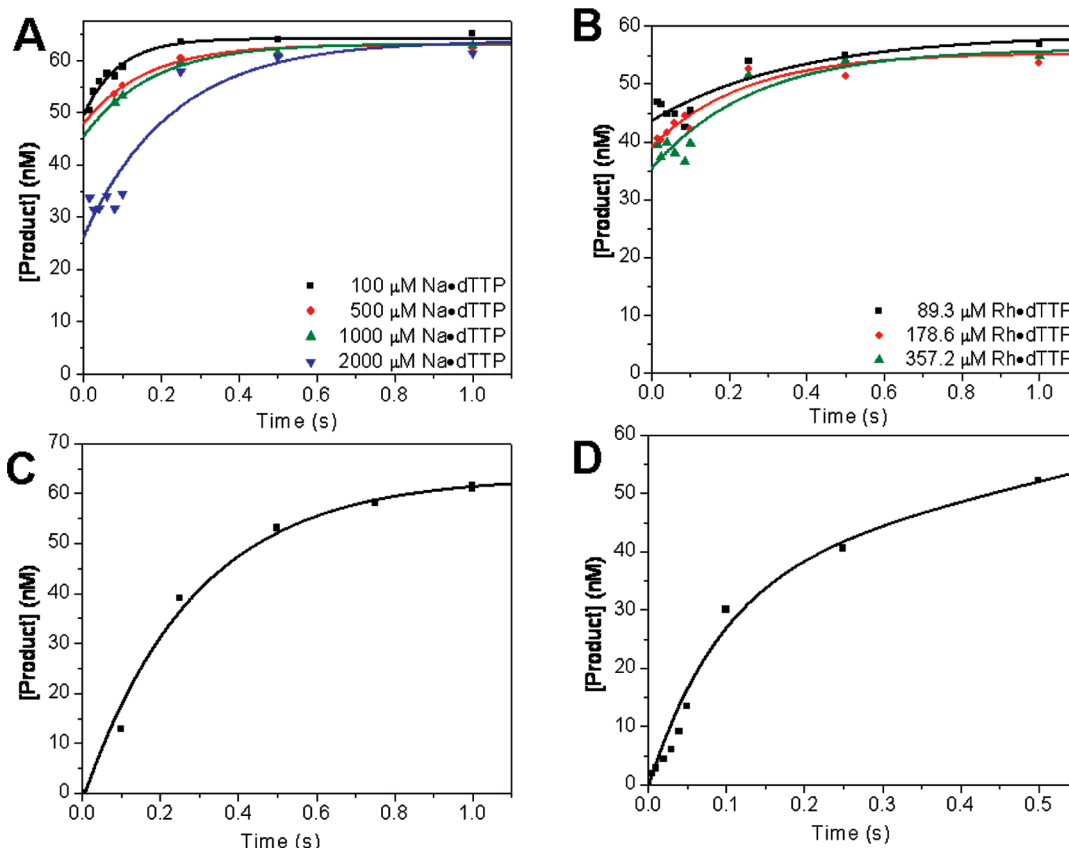 A
[Product] (nM)
60
50
40
30
20
10
0
100 μM Na•dTTP
500 μM Na•dTTP
1000 μM Na•dTTP
2000 μM Na•dTTP
0.0 0.2 0.4 0.6 0.8 1.0
Time (s)
B
[Product] (nM)
60
50
40
30
20
10
0
89.3 μM Rh•dTTP
178.6 μM Rh•dTTP
357.2 μM Rh•dTTP
0.0 0.2 0.4 0.6 0.8 1.0
Time (s)
C
[Product] (nM)
70
60
50
40
30
20
10
0
0.0 0.2 0.4 0.6 0.8 1.0
Time (s)
D
[Product] (nM)
60
50
40
30
20
10
0
0.0 0.1 0.2 0.3 0.4 0.5
Time (s)